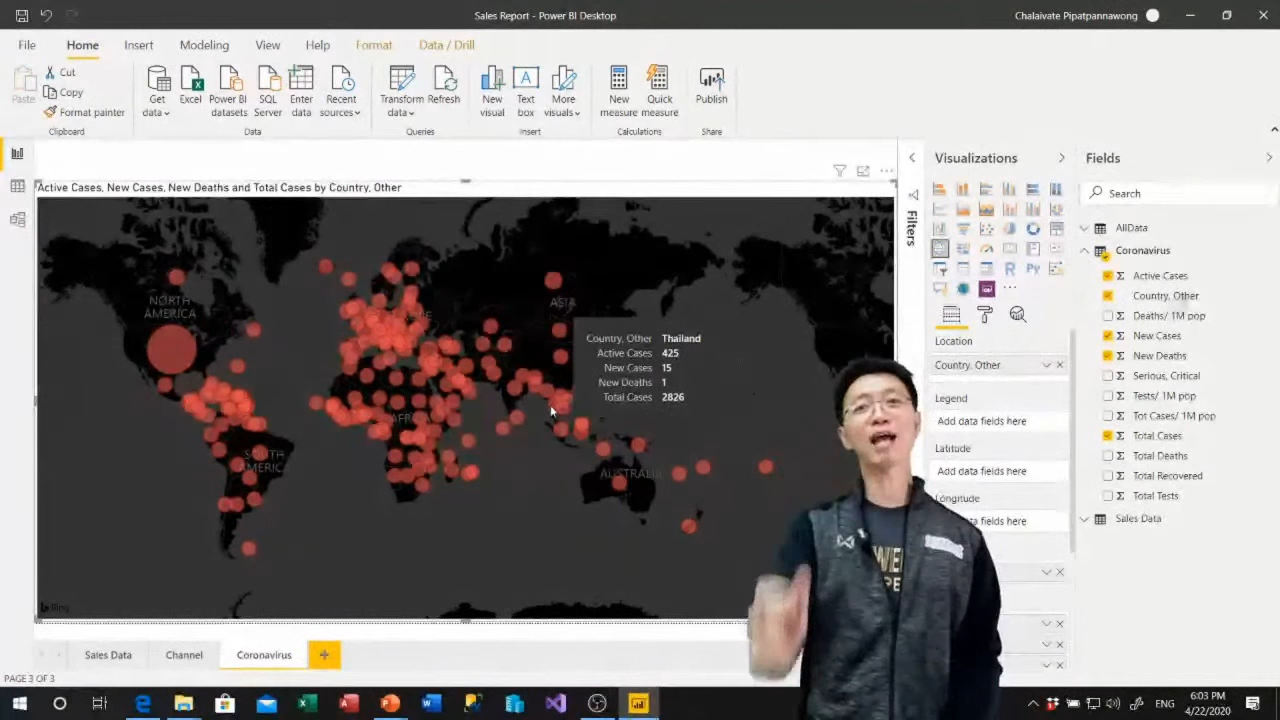 Sales Report - Power BI Desktop
Chalaivate Pipatpannawong
File Home Insert Modeling View Help Format Data / Drill
Paste
Cut
Copy
Format painter
Clipboard
Get data
Excel
Power BI datasets
SQL Server
Enter data
Recent sources
Data
Transform data
Refresh
Queries
New visual
Text box
More visuals
Insert
New measure
Quick measure
Calculations
Publish
Share
Active Cases, New Cases, New Deaths and Total Cases by Country, Other
NORTH AMERICA
SOUTH AMERICA
ASIA
AUSTRALIA
Country, Other Thailand
Active Cases 425
New Cases 15
New Deaths 1
Total Cases 2826
Bing
Filters
Visualizations
R Py
Location
Country, Other
Legend
Add data fields here
Latitude
Add data fields here
Longitude
data fields here
Fields
Search
AllData
Coronavirus
Active Cases
Country, Other
Deaths/ 1M pop
New Cases
New Deaths
Serious, Critical
Tests/ 1M pop
Tot Cases/ 1M pop
Total Cases
Total Deaths
Total Recovered
Total Tests
Sales Data
Sales Data Channel Coronavirus
PAGE 3 OF 3
ENG
6:03 PM
4/22/2020